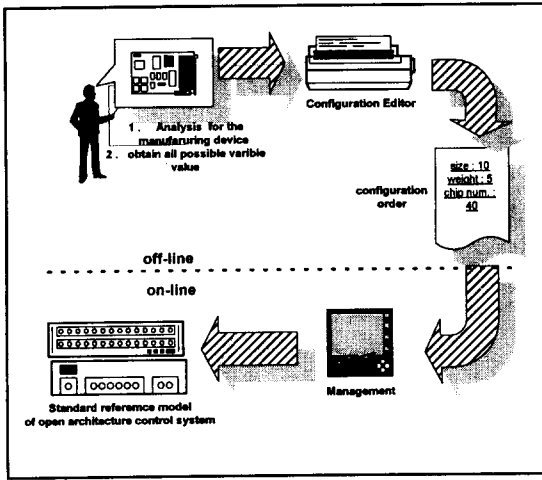 Configuration Editor
1 . Analysis for the
manufaruring device
2 . obtain all possible varible
value
configuration
order
size : 10
weight : 5
chip num. :
40
off-line
on-line
Management
Standard reference model
of open architecture control system